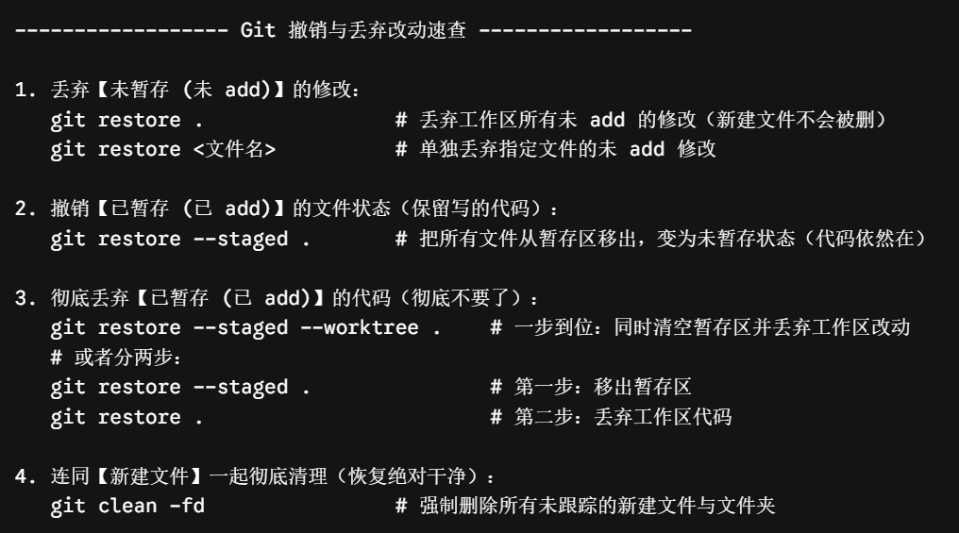 ------------------ Git 撤销与丢弃改动速查 ------------------
1. 丢弃【未暂存 (未 add)】的修改：
git restore . # 丢弃工作区所有未 add 的修改（新建文件不会被删）
git restore <文件名> # 单独丢弃指定文件的未 add 修改
2. 撤销【已暂存 (已 add)】的文件状态（保留写的代码）：
git restore --staged . # 把所有文件从暂存区移出，变为未暂存状态（代码依然在）
3. 彻底丢弃【已暂存 (已 add)】的代码（彻底不要了）：
git restore --staged --worktree . # 一步到位：同时清空暂存区并丢弃工作区改动
# 或者分两步：
git restore --staged . # 第一步：移出暂存区
git restore . # 第二步：丢弃工作区代码
4. 连同【新建文件】一起彻底清理（恢复绝对干净）：
git clean -fd # 强制删除所有未跟踪的新建文件与文件夹